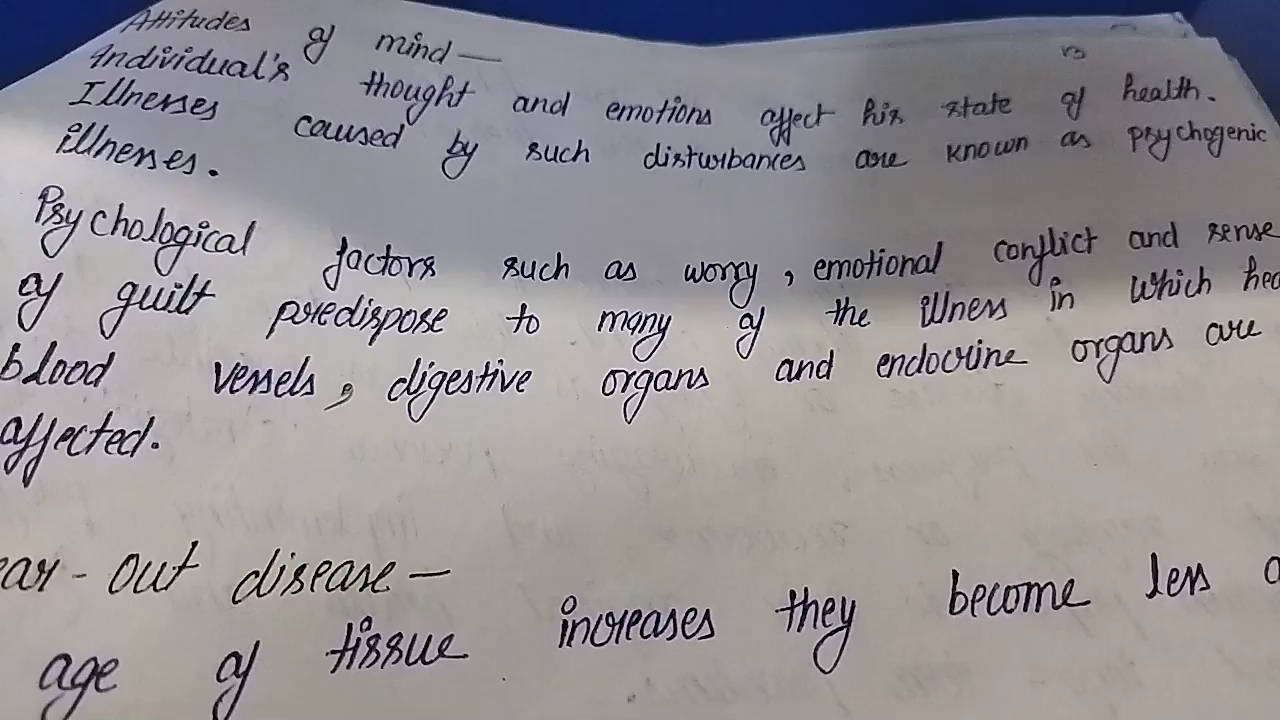 Attitudes of mind —
Individual's thought and emotions affect his state of health.
Illnesses caused by such disturbances are known as psychogenic
illnesses.
Psychological factors such as worry, emotional conflict and sense
of guilt predispose to many of the illness in which hea
blood vessels, digestive organs and endocrine organs are
affected.
ear - out disease —
age of tissue increases they become less